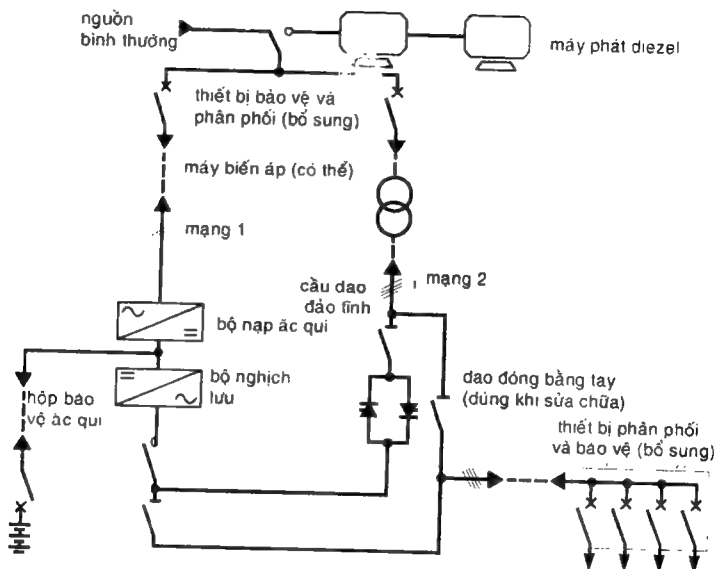 nguồn
bình thường
máy phát diezel
thiết bị bảo vệ và
phân phối (bổ sung)
máy biến áp (có thể)
mạng 1
cầu dao
đảo tĩnh
mạng 2
bộ nạp ăc qui
bộ nghịch
lưu
hộp bảo
vệ ăc qui
dao đóng bằng tay
(dùng khi sửa chữa)
thiết bị phân phối
và bảo vệ (bổ sung)